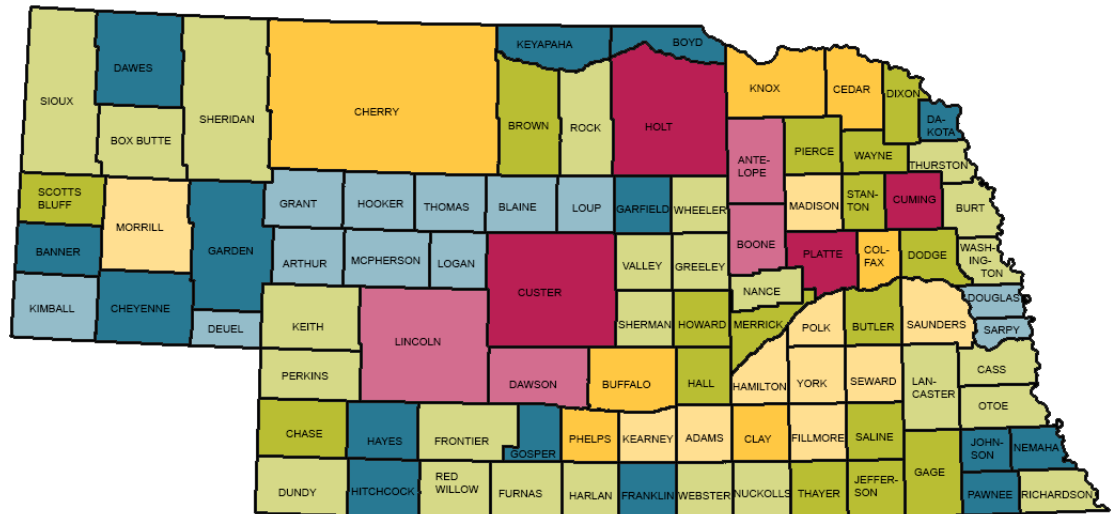 KEYAPAHA
BOYD
DAWES
SIOUX
SHERIDAN
CHERRY
KNOX
CEDAR
DIXON
DA-
KOTA
BOX BUTTE
BROWN
ROCK
HOLT
ANTE-
LOPE
PIERCE
WAYNE
THURSTON
SCOTTS
BLUFF
MORRILL
GARDEN
GRANT
HOOKER
THOMAS
BLAINE
LOUP
GARFIELD
WHEELER
MADISON
STAN-
TON
CUMING
BURT
BANNER
ARTHUR
MCPHERSON
LOGAN
CUSTER
VALLEY
GREELEY
BOONE
PLATTE
COL-
FAX
DODGE
WASH-
ING-
TON
KIMBALL
CHEYENNE
DEUEL
KEITH
LINCOLN
SHERMAN
HOWARD
NANCE
MERRICK
POLK
BUTLER
SAUNDERS
DOUGLAS
SARPY
PERKINS
DAWSON
BUFFALO
HALL
HAMILTON
YORK
SEWARD
LAN-
CASTER
CASS
OTOE
CHASE
HAYES
FRONTIER
GOSPER
PHELPS
KEARNEY
ADAMS
CLAY
FILLMORE
SALINE
GAGE
JOHN-
SON
NEMAHA
DUNDY
HITCHCOCK
RED
WILLOW
FURNAS
HARLAN
FRANKLIN
WEBSTER
NUCKOLLS
THAYER
JEFFER-
SON
PAWNEE
RICHARDSON